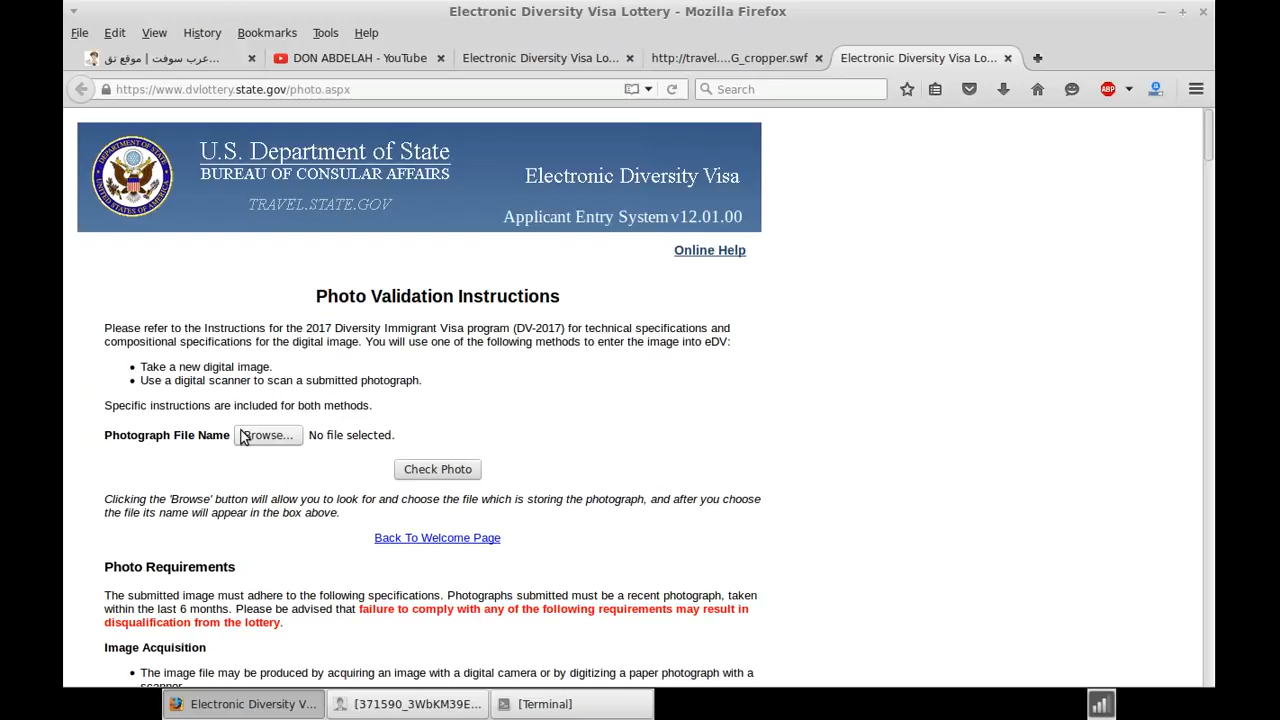 Electronic Diversity Visa Lottery - Mozilla Firefox
File Edit View History Bookmarks Tools Help
عرب سوفت | موقع تق... DON ABDELAH - YouTube Electronic Diversity Visa Lo... http://travel....G_cropper.swf Electronic Diversity Visa Lo...
https://www.dvlottery.state.gov/photo.aspx Search ABP
U.S. Department of State
BUREAU OF CONSULAR AFFAIRS
TRAVEL.STATE.GOV
Electronic Diversity Visa
Applicant Entry System v12.01.00
Online Help
Photo Validation Instructions
Please refer to the Instructions for the 2017 Diversity Immigrant Visa program (DV-2017) for technical specifications and
compositional specifications for the digital image. You will use one of the following methods to enter the image into eDV:
• Take a new digital image.
• Use a digital scanner to scan a submitted photograph.
Specific instructions are included for both methods.
Photograph File Name Browse... No file selected.
Check Photo
Clicking the 'Browse' button will allow you to look for and choose the file which is storing the photograph, and after you choose
the file its name will appear in the box above.
Back To Welcome Page
Photo Requirements
The submitted image must adhere to the following specifications. Photographs submitted must be a recent photograph, taken
within the last 6 months. Please be advised that failure to comply with any of the following requirements may result in
disqualification from the lottery.
Image Acquisition
• The image file may be produced by acquiring an image with a digital camera or by digitizing a paper photograph with a
scanner
Electronic Diversity V... [371590_3WbKM39E... [Terminal]